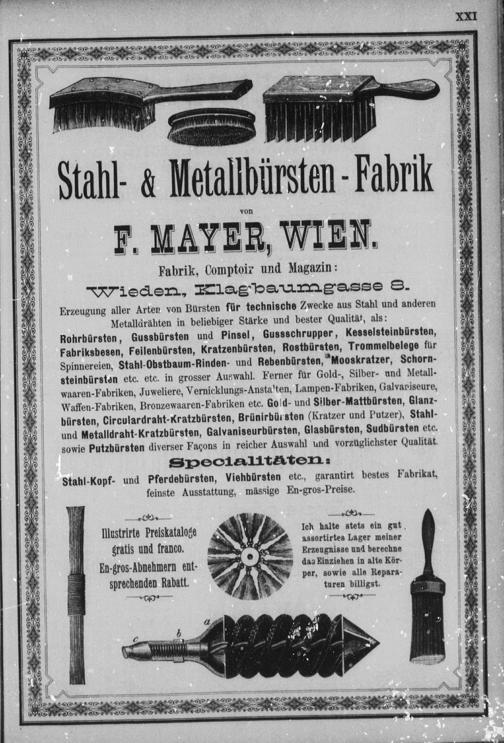 XXI
Stahl- & Metallbürsten-Fabrik
von
F. MAYER, WIEN.
Fabrik, Comptoir und Magazin:
Wieden, Klagbaumgasse 8.
Erzeugung aller Arten von Bürsten für technische Zwecke aus Stahl und anderen
Metalldrähten in beliebiger Stärke und bester Qualität, als:
Rohrbürsten, Gussbürsten und Pinsel, Gussschrupper, Kesselsteinbürsten,
Fabriksbesen, Feilenbürsten, Kratzenbürsten, Rostbürsten, Trommelbelege für
Spinnereien, Stahl-Obstbaum-Rinden- und Rebenbürsten, Mooskratzer, Schorn-
steinbürsten etc. etc. in grosser Auswahl. Ferner für Gold-, Silber- und Metall-
waaren-Fabriken, Juweliere, Vernicklungs-Anstalten, Lampen-Fabriken, Galvaniseure,
Waffen-Fabriken, Bronzewaaren-Fabriken etc. Gold- und Silber-Mattbürsten, Glanz-
bürsten, Circulardraht-Kratzbürsten, Brünirbürsten (Kratzer und Putzer), Stahl-
und Metalldraht-Kratzbürsten, Galvaniseurbürsten, Glasbürsten, Sudbürsten etc.
sowie Putzbürsten diverser Façons in reicher Auswahl und vorzüglichster Qualität.
Specialitäten:
Stahl-Kopf- und Pferdebürsten, Viehbürsten etc., garantirt bestes Fabrikat,
feinste Ausstattung, mässige En-gros-Preise.
Illustrirte Preiskataloge
gratis und franco.
En-gros-Abnehmern ent-
sprechenden Rabatt.
Ich halte stets ein gut
assortirtes Lager meiner
Erzeugnisse und berechne
das Einziehen in alte Kör-
per, sowie alle Repara-
turen billigst.
a
b
c